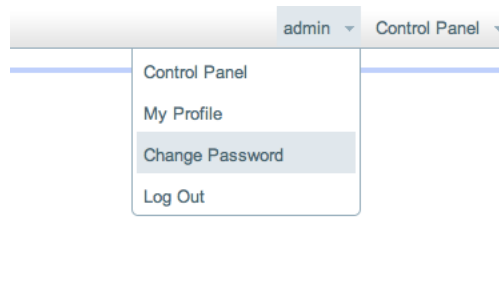 admin Control Panel
Control Panel
My Profile
Change Password
Log Out